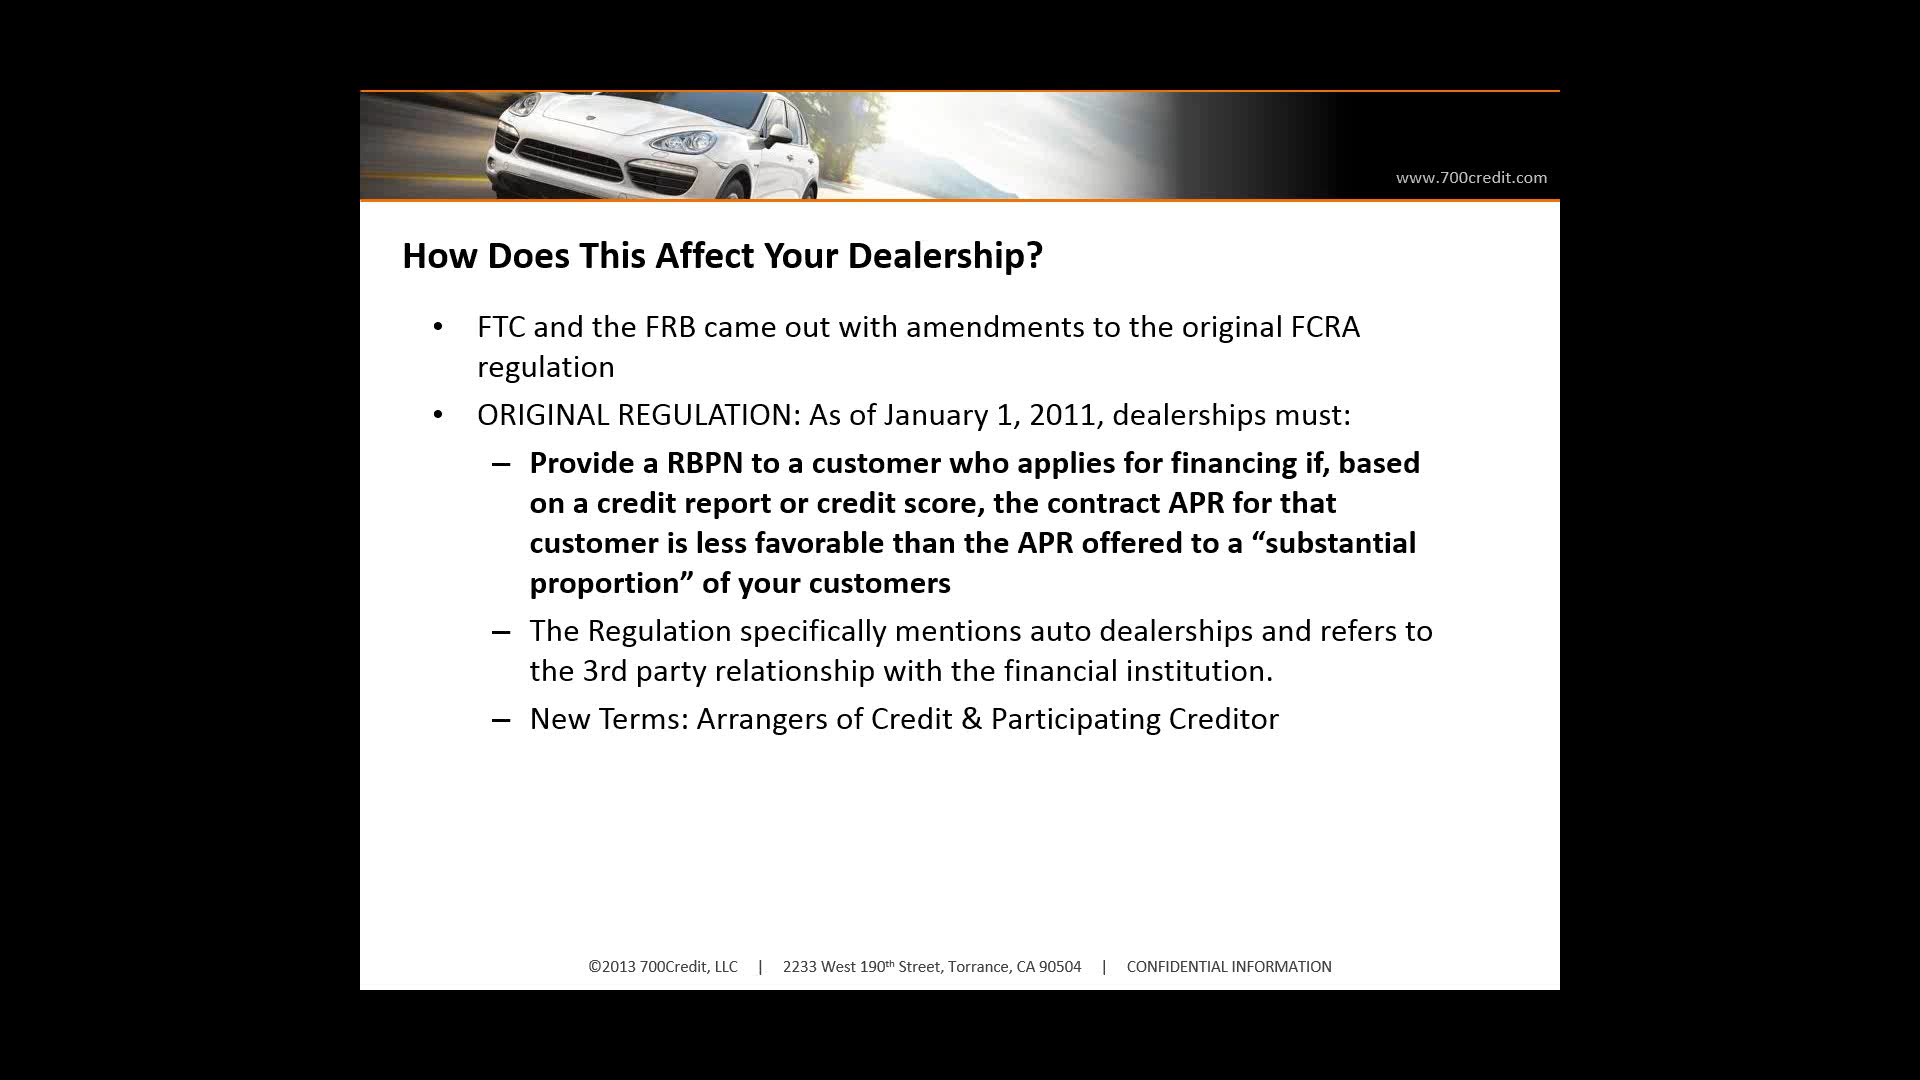 www.700credit.com
How Does This Affect Your Dealership?
• FTC and the FRB came out with amendments to the original FCRA
regulation
• ORIGINAL REGULATION: As of January 1, 2011, dealerships must:
– Provide a RBPN to a customer who applies for financing if, based
on a credit report or credit score, the contract APR for that
customer is less favorable than the APR offered to a “substantial
proportion” of your customers
– The Regulation specifically mentions auto dealerships and refers to
the 3rd party relationship with the financial institution.
– New Terms: Arrangers of Credit & Participating Creditor
©2013 700Credit, LLC | 2233 West 190th Street, Torrance, CA 90504 | CONFIDENTIAL INFORMATION